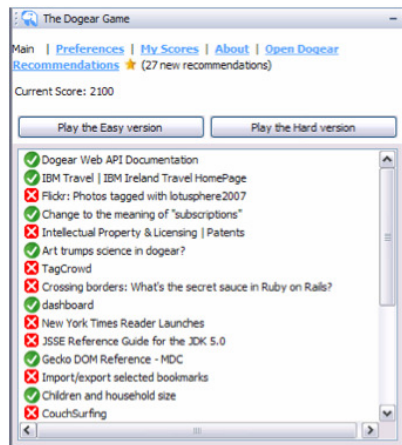 The Dogear Game
Main | Preferences | My Scores | About | Open Dogear
Recommendations (27 new recommendations)
Current Score: 2100
Play the Easy version Play the Hard version
Dogear Web API Documentation
IBM Travel | IBM Ireland Travel HomePage
Flickr: Photos tagged with lotusphere2007
Change to the meaning of "subscriptions"
Intellectual Property & Licensing | Patents
Art trumps science in dogear?
TagCrowd
Crossing borders: What's the secret sauce in Ruby on Rails?
dashboard
New York Times Reader Launches
JSSE Reference Guide for the JDK 5.0
Gecko DOM Reference - MDC
Import/export selected bookmarks
Children and household size
CouchSurfing